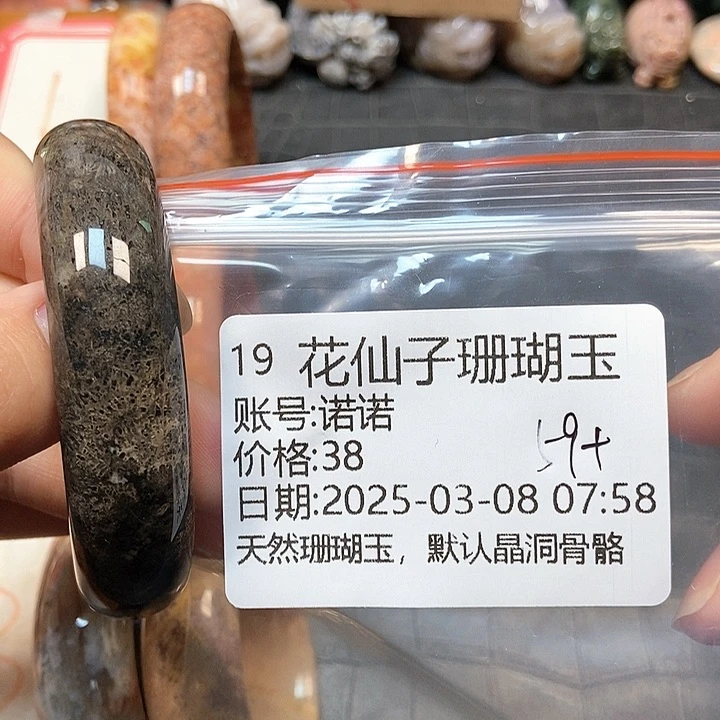 19 花仙子珊瑚玉
账号:诺诺
价格:38
59+
日期:2025-03-08 07:58
天然珊瑚玉，默认晶洞骨骼